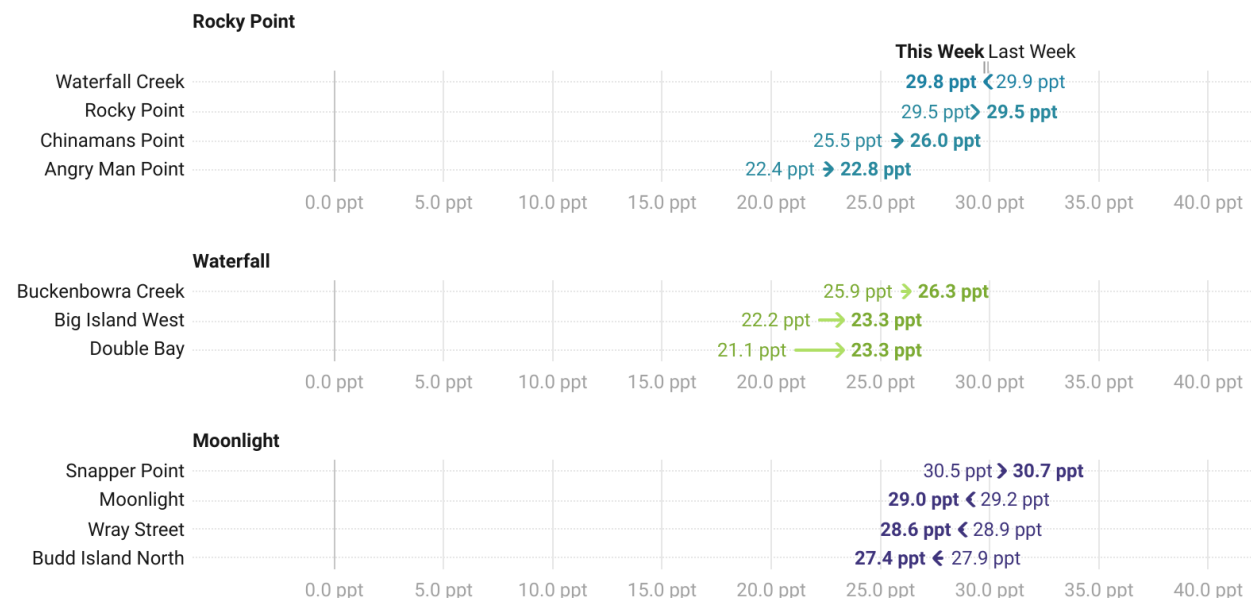 Rocky Point
This Week Last Week
Waterfall Creek 29.8 ppt 29.9 ppt
Rocky Point 29.5 ppt 29.5 ppt
Chinamans Point 25.5 ppt 26.0 ppt
Angry Man Point 22.4 ppt 22.8 ppt
0.0 ppt 5.0 ppt 10.0 ppt 15.0 ppt 20.0 ppt 25.0 ppt 30.0 ppt 35.0 ppt 40.0 ppt
Waterfall
Buckenbowra Creek 25.9 ppt 26.3 ppt
Big Island West 22.2 ppt 23.3 ppt
Double Bay 21.1 ppt 23.3 ppt
0.0 ppt 5.0 ppt 10.0 ppt 15.0 ppt 20.0 ppt 25.0 ppt 30.0 ppt 35.0 ppt 40.0 ppt
Moonlight
Snapper Point 30.5 ppt 30.7 ppt
Moonlight 29.0 ppt 29.2 ppt
Wray Street 28.6 ppt 28.9 ppt
Budd Island North 27.4 ppt 27.9 ppt
0.0 ppt 5.0 ppt 10.0 ppt 15.0 ppt 20.0 ppt 25.0 ppt 30.0 ppt 35.0 ppt 40.0 ppt